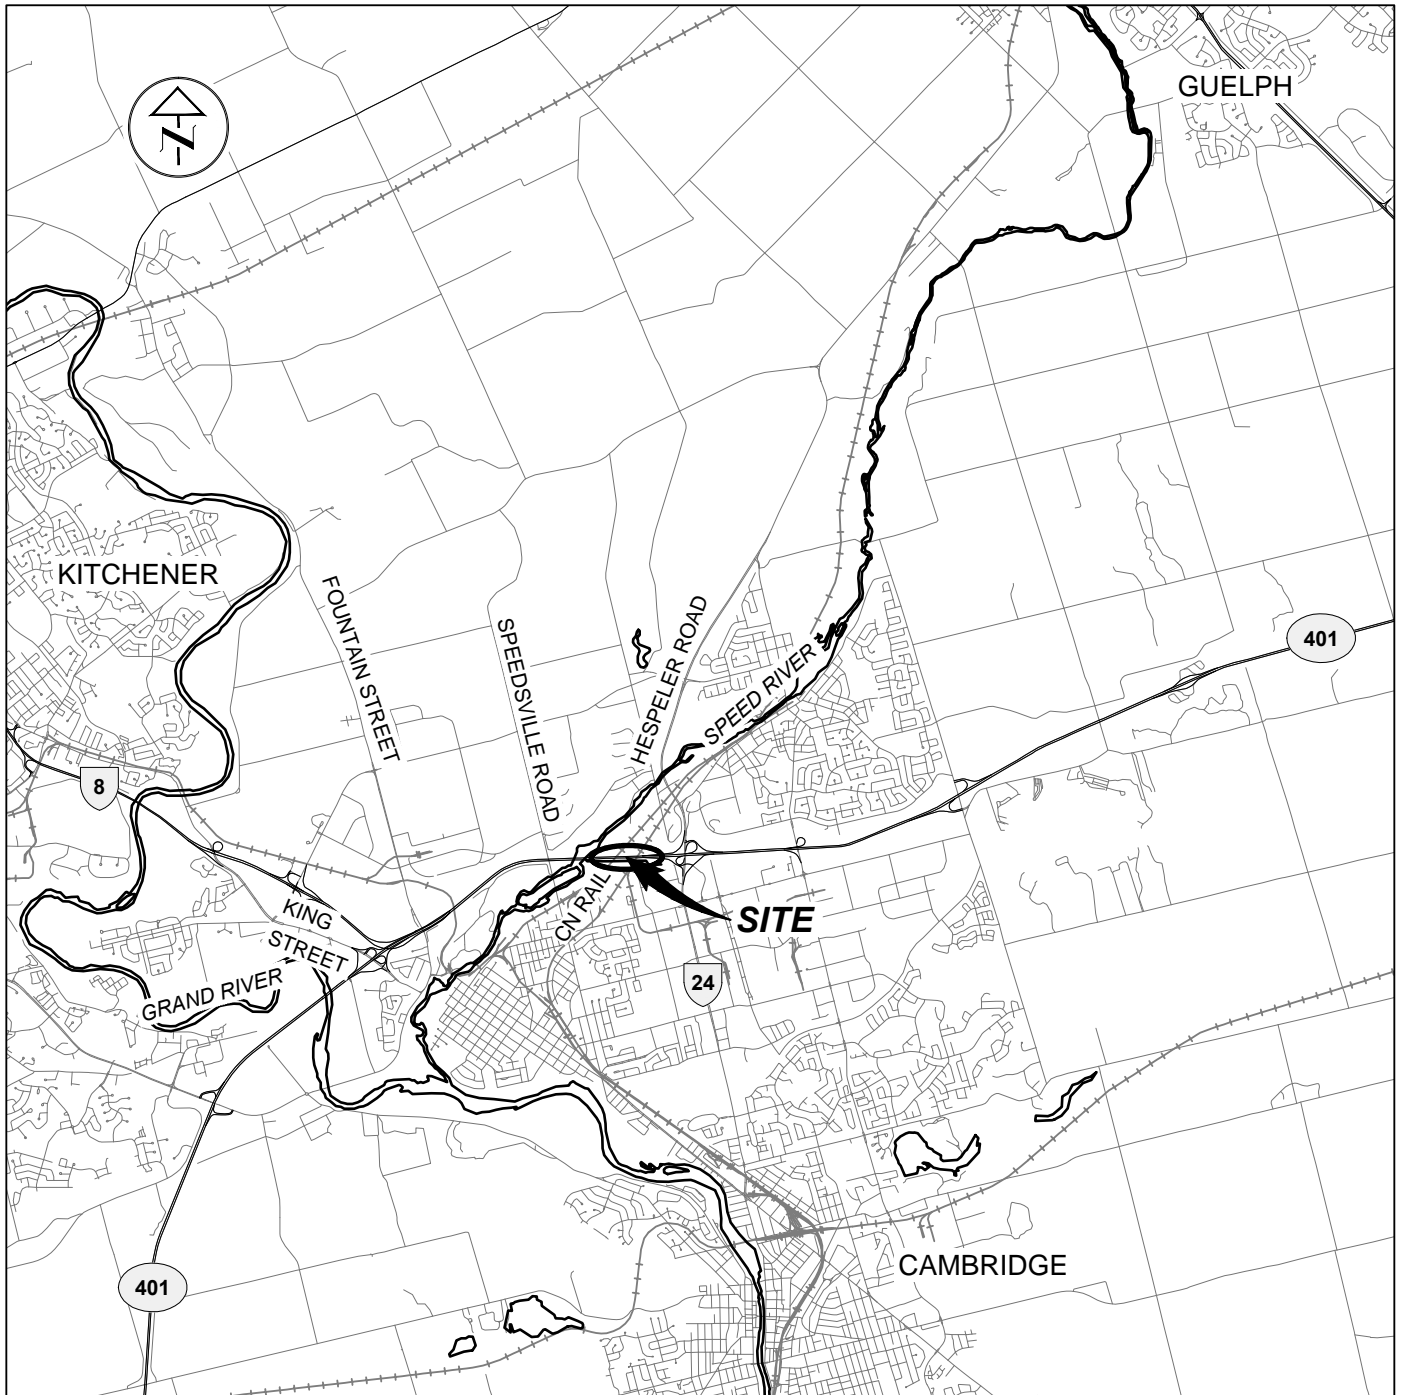 GUELPH
N
KITCHENER
FOUNTAIN STREET
SPEEDSVILLE ROAD
HESPELER ROAD
SPEED RIVER
401
8
CN RAIL
SITE
KING
STREET
24
GRAND RIVER
CAMBRIDGE
401